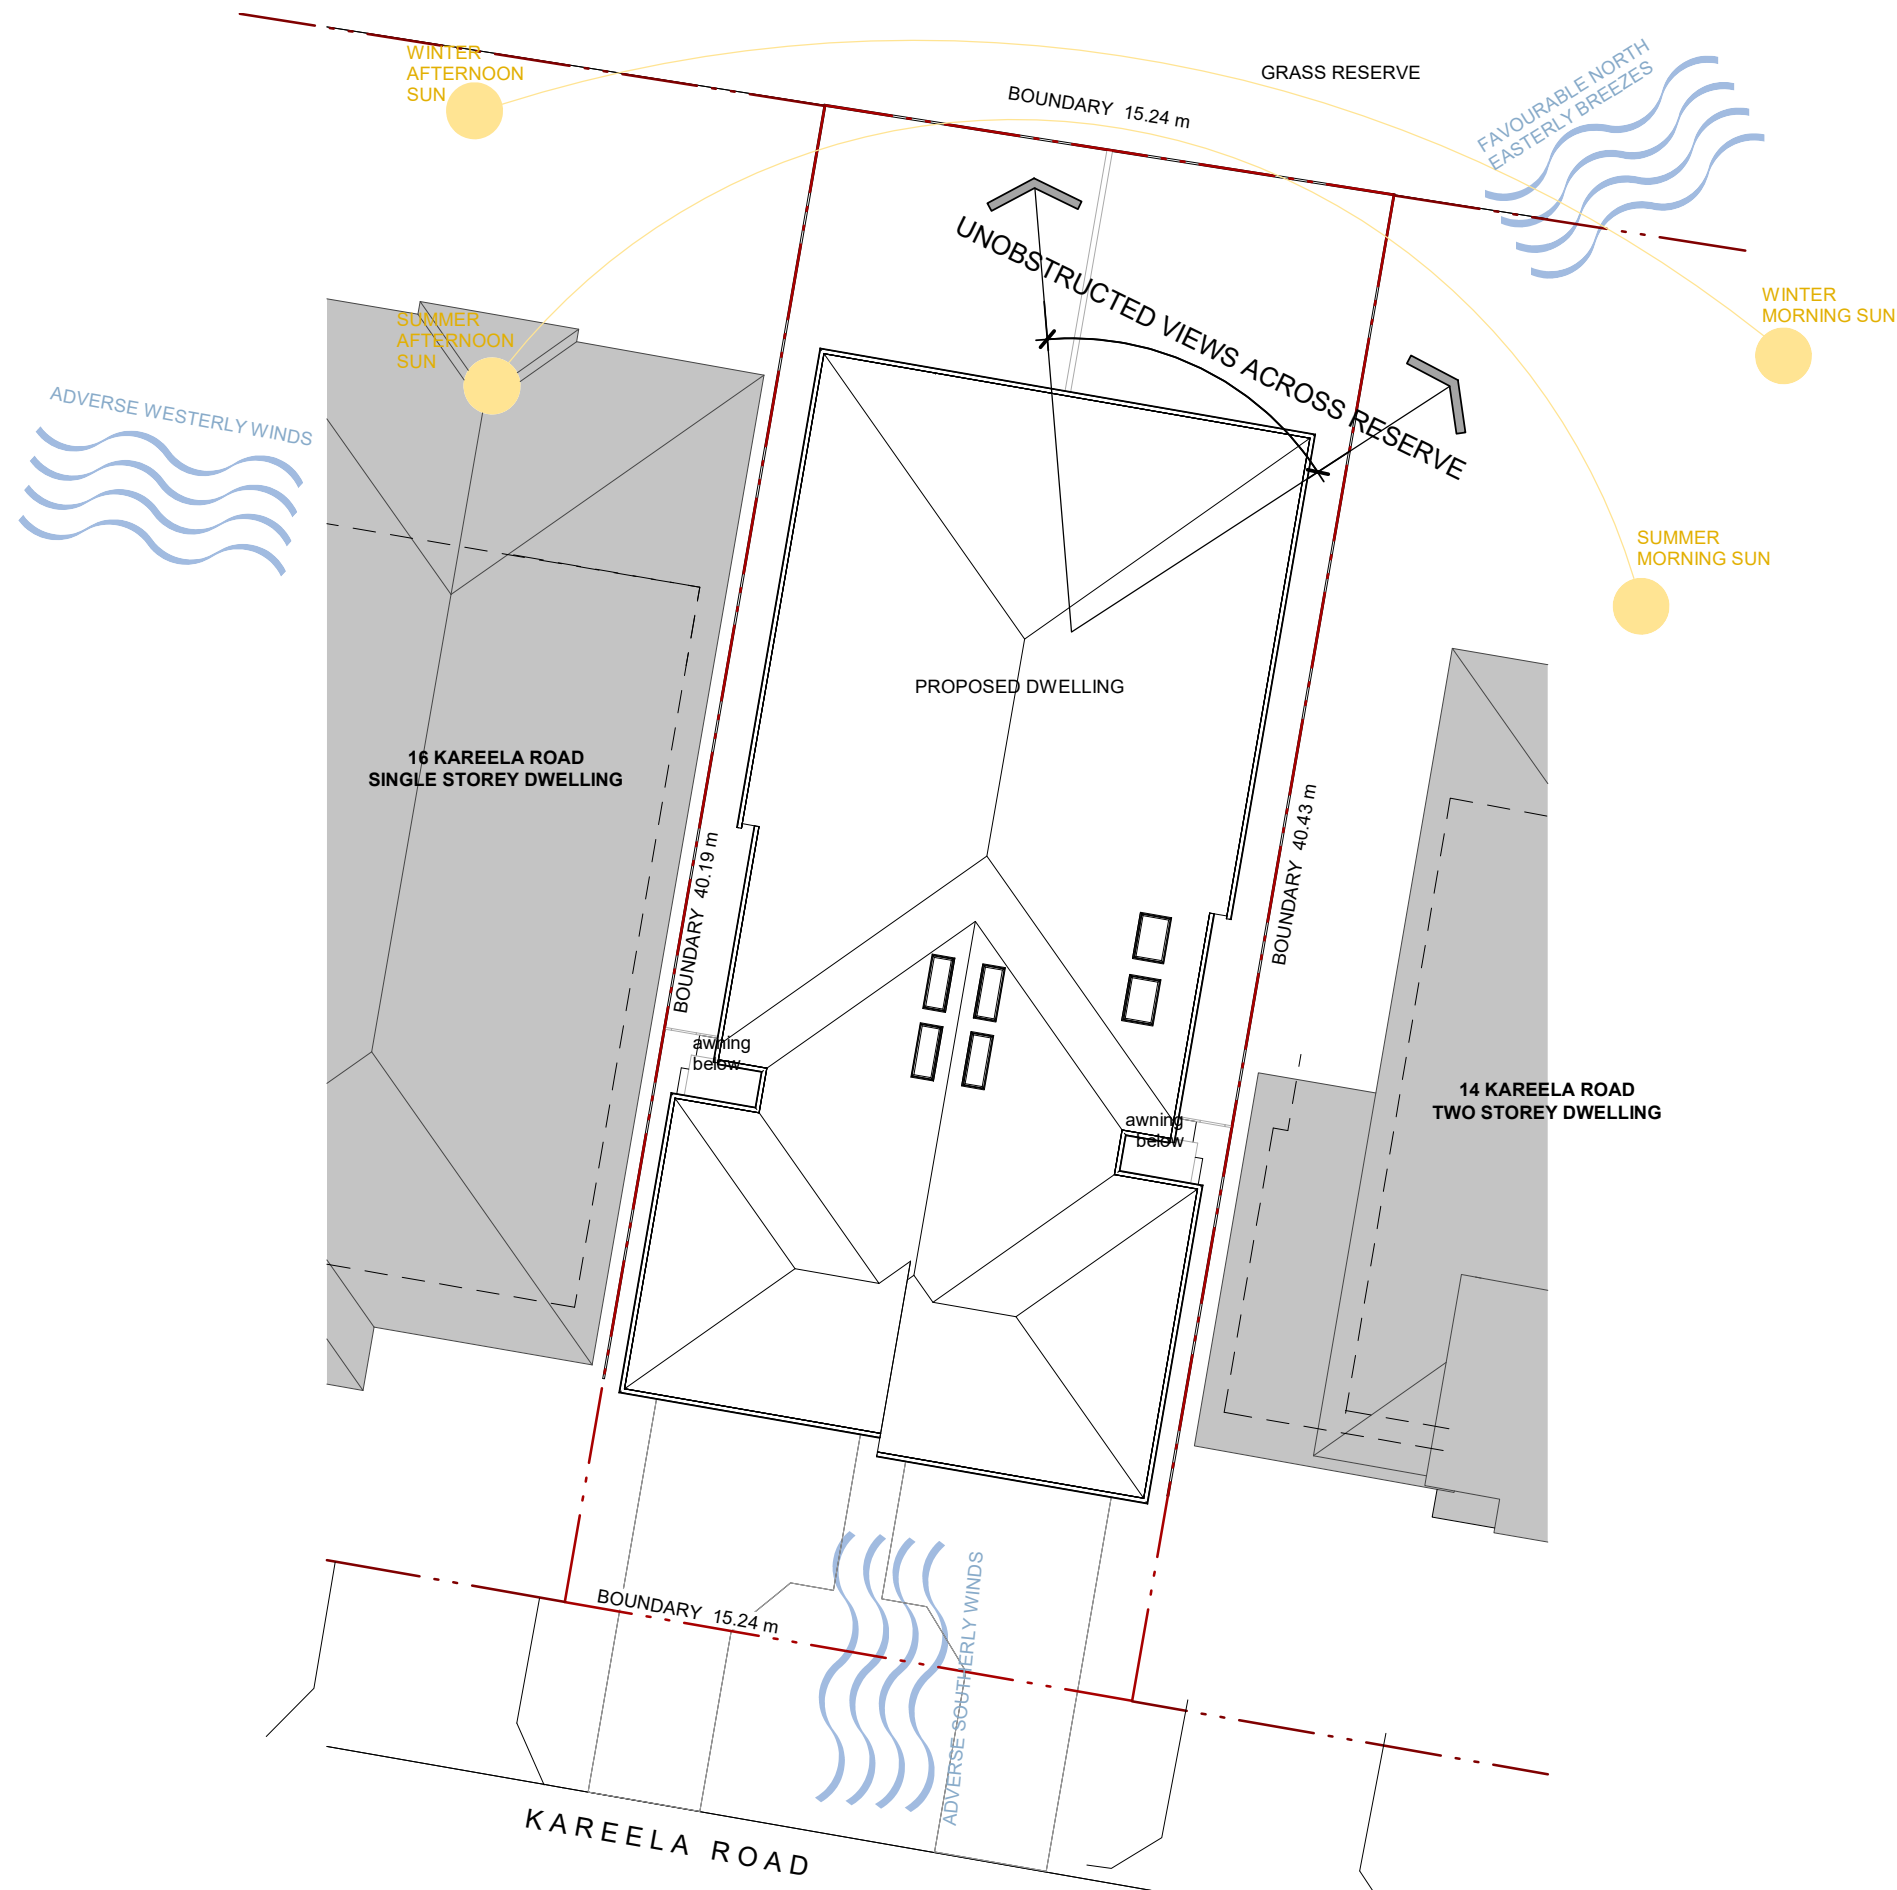 WINTER
AFTERNOON
SUN
GRASS RESERVE
BOUNDARY 15.24 m
FAVOURABLE NORTH
EASTERLY BREEZES
UNOBSTRUCTED VIEWS ACROSS RESERVE
WINTER
MORNING SUN
SUMMER
AFTERNOON
SUN
ADVERSE WESTERLY WINDS
SUMMER
MORNING SUN
PROPOSED DWELLING
16 KAREELA ROAD
SINGLE STOREY DWELLING
BOUNDARY 40.19 m
BOUNDARY 40.43 m
awning
below
awning
below
14 KAREELA ROAD
TWO STOREY DWELLING
BOUNDARY 15.24 m
ADVERSE SOUTHERLY WINDS
KAREELA ROAD